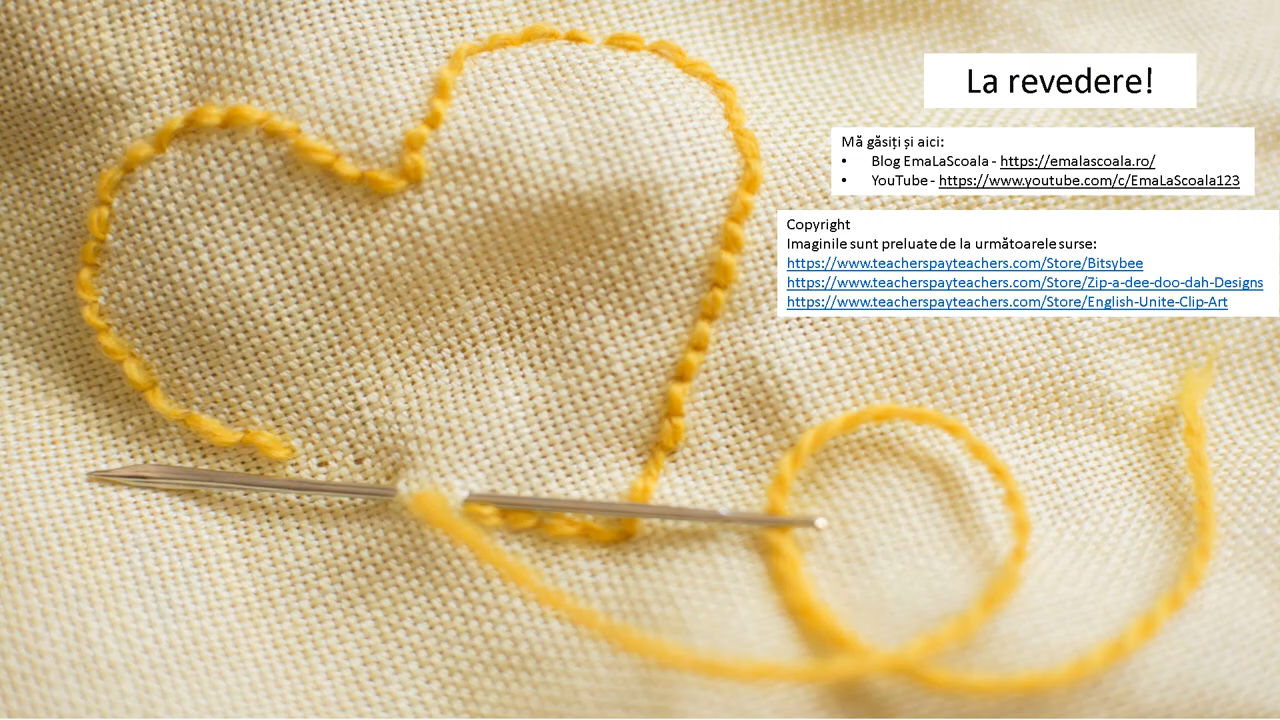 La revedere!
Mă găsiți și aici:
• Blog EmaLaScoala - https://emalascoala.ro/
• YouTube - https://www.youtube.com/c/EmaLaScoala123
Copyright
Imaginile sunt preluate de la următoarele surse:
https://www.teacherspayteachers.com/Store/Bitsybee
https://www.teacherspayteachers.com/Store/Zip-a-dee-doo-dah-Designs
https://www.teacherspayteachers.com/Store/English-Unite-Clip-Art